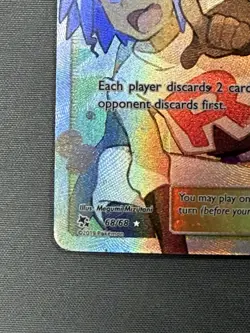 Each player discards 2 card
opponent discards first.
You may play on
turn (before your
Illus. Megumi Mizutani
68/68 ★
©2019 Pokémon